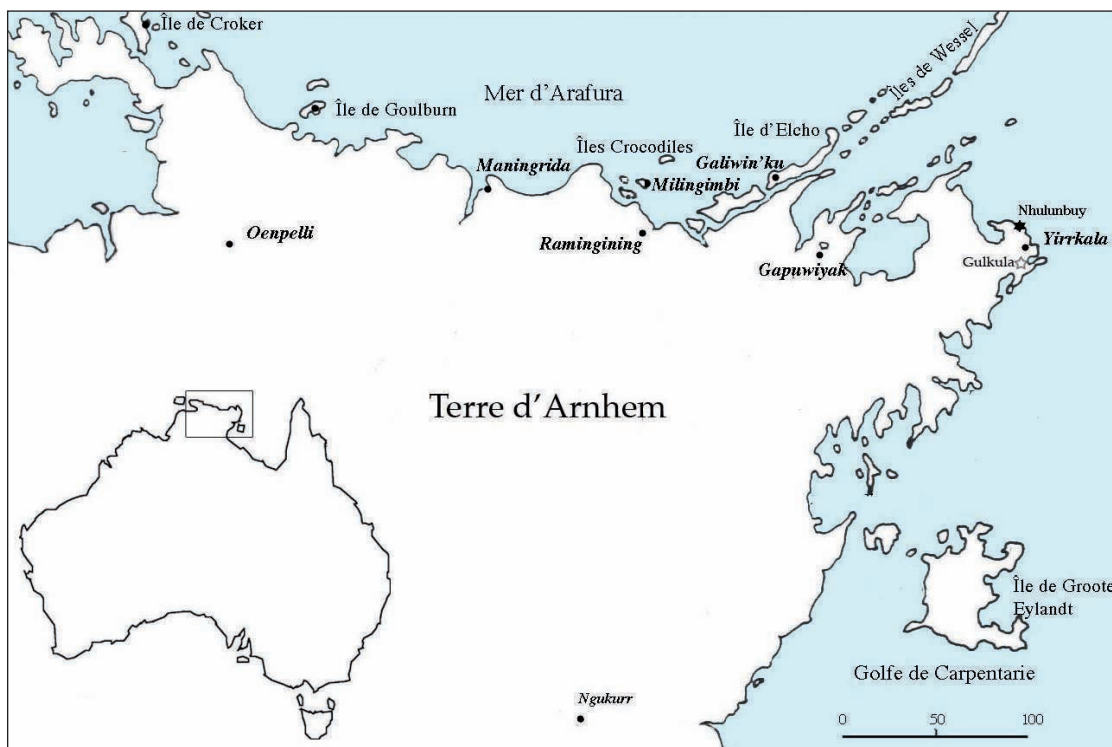 Île de Croker
Îles de Wessel
Île de Goulburn
Mer d'Arafura
Île d'Elcho
Îles Crocodiles
Maningrida
Galiwin'ku
Milingimbi
Nhulunbuy
Oenpelli
Ramingining
Yirrkala
Gapuwiyak
Gulkula
Terre d'Arnhem
Île de Groote
Eylandt
Golfe de Carpentarie
Ngukurr
0 50 100